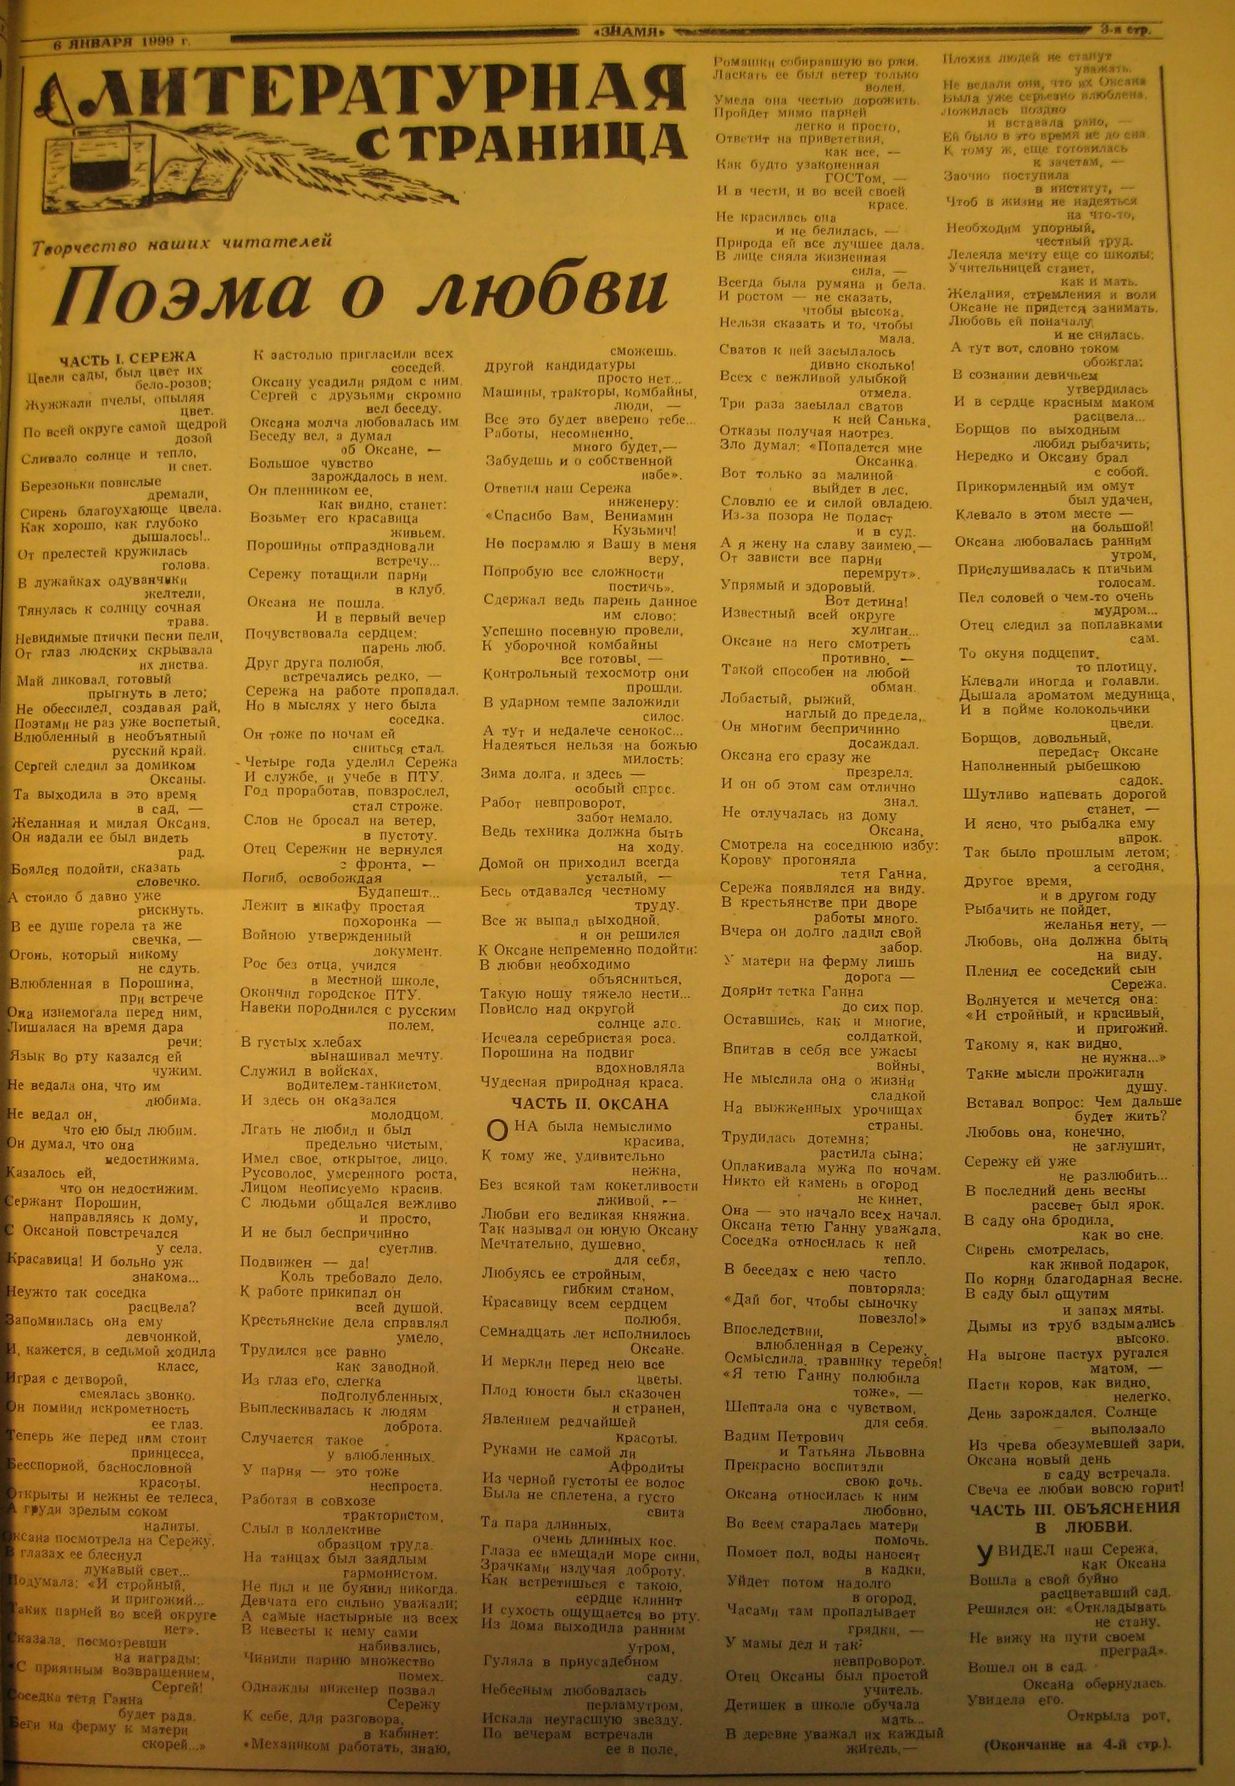 6 ЯНВАРЯ 1999 г.
«ЗНАМЯ»
3-я стр.
ЛИТЕРАТУРНАЯ
СТРАНИЦА
Творчество наших читателей
Поэма о любви
ЧАСТЬ I. СЕРЕЖА
Цвели сады, был цвет их
бело-розов;
Жужжали пчелы, опыляя
цвет.
По всей округе самой щедрой
дозой
Сливало солнце и тепло,
и свет.
Березоньки повислые
дремали,
Сирень благоухающе цвела.
Как хорошо, как глубоко
дышалось!..
От прелестей кружилась
голова.
В лужайках одуванчики
желтели,
Тянулась к солнцу сочная
трава.
Невидимые птички песни пели,
От глаз людских скрывала
их листва.
Май ликовал, готовый
прыгнуть в лето;
Не обессилел, создавая рай,
Поэтами не раз уже воспетый,
Влюбленный в необъятный
русский край.
Сергей следил за домиком
Оксаны.
Та выходила в это время
в сад, —
Желанная и милая Оксана.
Он издали ее был видеть
рад.
Боялся подойти, сказать
словечко.
А стоило б давно уже
рискнуть.
В ее душе горела та же
свечка, —
Огонь, который никому
не сдуть.
Влюбленная в Порошина,
при встрече
Она изнемогала перед ним,
Лишалася на время дара
речи;
Язык во рту казался ей
чужим.
Не ведала она, что им
любима.
Не ведал он,
что ею был любим.
Он думал, что она
недостижима.
Казалось ей,
что он недостижим.
Сержант Порошин,
направляясь к дому,
С Оксаной повстречался
у села.
Красавица! И больно уж
знакома...
Неужто так соседка
расцвела?
Запомнилась она ему
девчонкой,
И, кажется, в седьмой ходила
класс,
Играя с детворой,
смеялась звонко.
Он помнил искрометность
ее глаз.
Теперь же перед ним стоит
принцесса,
Бесспорной, баснословной
красоты.
Открыты и нежны ее телеса,
А груди зрелым соком
налиты.
Оксана посмотрела на Сережу.
В глазах ее блеснул
лукавый свет...
Подумала: «И стройный,
и пригожий...
Таких парней во всей округе
нет».
Сказала, посмотревши
на награды:
«С приятным возвращением,
Сергей!
Соседка тетя Ганна
будет рада.
Беги на ферму к матери
скорей...»
К застолью пригласили всех
соседей.
Оксану усадили рядом с ним.
Сергей с друзьями скромно
вел беседу.
Оксана молча любовалась им
Беседу вел, а думал
об Оксане, —
Большое чувство
зарождалось в нем.
Он пленником ее,
как видно, станет:
Возьмет его красавица
живьем.
Порошины отпраздновали
встречу...
Сережу потащили парни
в клуб.
Оксана не пошла.
И в первый вечер
Почувствовала сердцем:
парень люб.
Друг друга полюбя,
встречались редко, —
Сережа на работе пропадал.
Но в мыслях у него была
соседка.
Он тоже по ночам ей
сниться стал.
Четыре года уделил Сережа
И службе, и учебе в ПТУ.
Год проработав, повзрослел,
стал строже.
Слов не бросал на ветер,
в пустоту.
Отец Сережин не вернулся
с фронта, —
Погиб, освобождая
Будапешт...
Лежит в шкафу простая
похоронка —
Войною утвержденный
документ.
Рос без отца, учился
в местной школе,
Окончил городское ПТУ.
Навеки породнился с русским
полем,
В густых хлебах
вынашивал мечту.
Служил в войсках,
водителем-танкистом,
И здесь он оказался
молодцом.
Лгать не любил и был
предельно чистым,
Имел свое, открытое, лицо.
Русоволос, умеренного роста,
Лицом неописуемо красив.
С людьми общался вежливо
и просто,
И не был беспричинно
суетлив.
Подвижен — да!
Коль требовало дело,
К работе прикипал он
всей душой.
Крестьянские дела справлял
умело,
Трудился все равно
как заводной.
Из глаз его, слегка
подголубленных,
Выплескивалась к людям
доброта.
Случается такое
у влюбленных.
У парня — это тоже
неспроста.
Работая в совхозе
трактористом,
Слыл в коллективе
образцом труда.
На танцах был заядлым
гармонистом.
Не пил и не буянил никогда.
Девчата его сильно уважали;
А самые настырные из всех
В невесты к нему сами
набивались,
Чинили парню множество
помех.
Однажды инженер позвал
Сережу
К себе, для разговора,
в кабинет:
«Механиком работать, знаю,
сможешь.
Другой кандидатуры
просто нет...
Машины, тракторы, комбайны,
люди, —
Все это будет вверено тебе...
Работы, несомненно,
много будет,—
Забудешь и о собственной
избе».
Ответил наш Сережа
инженеру:
«Спасибо Вам, Вениамин
Кузьмич!
Не посрамлю я Вашу в меня
веру,
Попробую все сложности
постичь».
Сдержал ведь парень данное
им слово:
Успешно посевную провели,
К уборочной комбайны
все готовы, —
Контрольный техосмотр они
прошли.
В ударном темпе заложили
силос.
А тут и недалече сенокос...
Надеяться нельзя на божью
милость:
Зима долга, и здесь —
особый спрос.
Работ невпроворот,
забот немало.
Ведь техника должна быть
на ходу.
Домой он приходил всегда
усталый, —
Весь отдавался честному
труду.
Все ж выпал выходной.
и он решился
К Оксане непременно подойти:
В любви необходимо
объясниться,
Такую ношу тяжело нести...
Повисло над округой
солнце ало.
Исчезла серебристая роса.
Порошина на подвиг
вдохновляла
Чудесная природная краса.
ЧАСТЬ II. ОКСАНА
ОНА была немыслимо
красива,
К тому же, удивительно
нежна,
Без всякой там кокетливости
лживой, —
Любви его великая княжна.
Так называл он юную Оксану
Мечтательно, душевно,
для себя,
Любуясь ее стройным,
гибким станом,
Красавицу всем сердцем
полюбя.
Семнадцать лет исполнилось
Оксане.
И меркли перед нею все
цветы.
Плод юности был сказочен
и странен,
Явлением редчайшей
красоты.
Руками не самой ли
Афродиты
Из черной густоты ее волос
Была не сплетена, а густо
свита
Та пара длинных,
очень длинных кос.
Глаза ее вмещали море сини,
Зрачками излучая доброту.
Как встретишься с такою,
сердце клинит
И сухость ощущается во рту.
Из дома выходила ранним
утром,
Гуляла в приусадебном
саду.
Небесным любовалась
перламутром,
Искала неугасшую звезду.
По вечерам встречали
ее в поле,
Ромашки собиравшую во ржи.
Ласкать ее был ветер только
волен.
Умела она честью дорожить.
Пройдет мимо парней
легко и просто,
Ответит на приветствия,
как все, —
Как будто узаконенная
ГОСТом, —
И в чести, и во всей своей
красе.
Не красилась она
и не белилась, —
Природа ей все лучшее дала.
В лице сияла жизненная
сила, —
Всегда была румяна и бела.
И ростом — не сказать,
чтобы высока,
Нельзя сказать и то, чтобы
мала.
Сватов к ней засылалось
дивно сколько!
Всех с вежливой улыбкой
отмела.
Три раза засылал сватов
к ней Санька,
Отказы получая наотрез.
Зло думал: «Попадется мне
Оксанка.
Вот только за малиной
выйдет в лес.
Словлю ее и силой овладею.
Из-за позора не подаст
и в суд.
А я жену на славу заимею,—
От зависти все парни
перемрут».
Упрямый и здоровый.
Вот детина!
Известный всей округе
хулиган...
Оксане на него смотреть
противно, —
Такой способен на любой
обман.
Лобастый, рыжий,
наглый до предела,
Он многим беспричинно
досаждал.
Оксана его сразу же
презрела.
И он об этом сам отлично
знал.
Не отлучалась из дому
Оксана,
Смотрела на соседнюю избу:
Корову прогоняла
тетя Ганна,
Сережа появлялся на виду.
В крестьянстве при дворе
работы много.
Вчера он долго ладил свой
забор.
У матери на ферму лишь
дорога —
Доярит тетка Ганна
до сих пор.
Оставшись, как и многие,
солдаткой,
Впитав в себя все ужасы
войны,
Не мыслила она о жизни
сладкой
На выжженных урочищах
страны.
Трудилась дотемна;
растила сына;
Оплакивала мужа по ночам.
Никто ей камень в огород
не кинет,
Она — это начало всех начал.
Оксана тетю Ганну уважала,
Соседка относилась к ней
тепло.
В беседах с нею часто
повторяла:
«Дай бог, чтобы сыночку
повезло!»
Впоследствии,
влюбленная в Сережу,
Осмыслила, травинку теребя!
«Я тетю Ганну полюбила
тоже», —
Шептала она с чувством,
для себя.
Вадим Петрович
и Татьяна Львовна
Прекрасно воспитали
свою дочь.
Оксана относилась к ним
любовно,
Во всем старалась матери
помочь.
Помоет пол, воды наносят
в кадки,
Уйдет потом надолго
в огород,
Часами там пропалывает
грядки, —
У мамы дел и так
невпроворот.
Отец Оксаны был простой
учитель.
Детишек в школе обучала
мать...
В деревне уважал их каждый
житель,—
Плохих людей не станут
уважать.
Не ведали они, что их Оксана
Была уже серьезно влюблена.
Ложилась поздно
и вставала рано, —
Ей было в это время не до сна
К тому ж, еще готовилась
к зачетам, —
Заочно поступила
в институт, —
Чтоб в жизни не надеяться
на что-то,
Необходим упорный,
честный труд.
Лелеяла мечту еще со школы:
Учительницей станет,
как и мать.
Желания, стремления и воли
Оксане не придется занимать.
Любовь ей поначалу
и не снилась.
А тут вот, словно током
обожгла:
В сознании девичьем
утвердилась
И в сердце красным маком
расцвела...
Борщов по выходным
любил рыбачить;
Нередко и Оксану брал
с собой.
Прикормленный им омут
был удачен,
Клевало в этом месте —
на большой!
Оксана любовалась ранним
утром,
Прислушивалась к птичьим
голосам.
Пел соловей о чем-то очень
мудром...
Отец следил за поплавками
сам.
То окуня подцепит,
то плотицу,
Клевали иногда и голавли.
Дышала ароматом медуница,
И в пойме колокольчики
цвели.
Борщов, довольный,
передаст Оксане
Наполненный рыбешкою
садок.
Шутливо напевать дорогой
станет, —
И ясно, что рыбалка ему
впрок.
Так было прошлым летом;
а сегодня,
Другое время,
и в другом году
Рыбачить не пойдет,
желанья нету, —
Любовь, она должна быть
на виду.
Пленил ее соседский сын
Сережа.
Волнуется и мечется она:
«И стройный, и красивый,
и пригожий.
Такому я, как видно,
не нужна...»
Такие мысли прожигали
душу.
Вставал вопрос: Чем дальше
будет жить?
Любовь она, конечно,
не заглушит,
Сережу ей уже
не разлюбить...
В последний день весны
рассвет был ярок.
В саду она бродила,
как во сне.
Сирень смотрелась,
как живой подарок,
По корни благодарная весне.
В саду был ощутим
и запах мяты.
Дымы из труб вздымались
высоко.
На выгоне пастух ругался
матом, —
Пасти коров, как видно,
нелегко.
День зарождался. Солнце
выползало
Из чрева обезумевшей зари,
Оксана новый день
в саду встречала.
Свеча ее любви вовсю горит!
ЧАСТЬ III. ОБЪЯСНЕНИЯ
В ЛЮБВИ.
УВИДЕЛ наш Сережа,
как Оксана
Вошла в свой буйно
расцветавший сад.
Решился он: «Откладывать
не стану.
Не вижу на пути своем
преград».
Вошел он в сад.
Оксана обернулась.
Увидела его.
Открыла рот,
(Окончание на 4-й стр.).